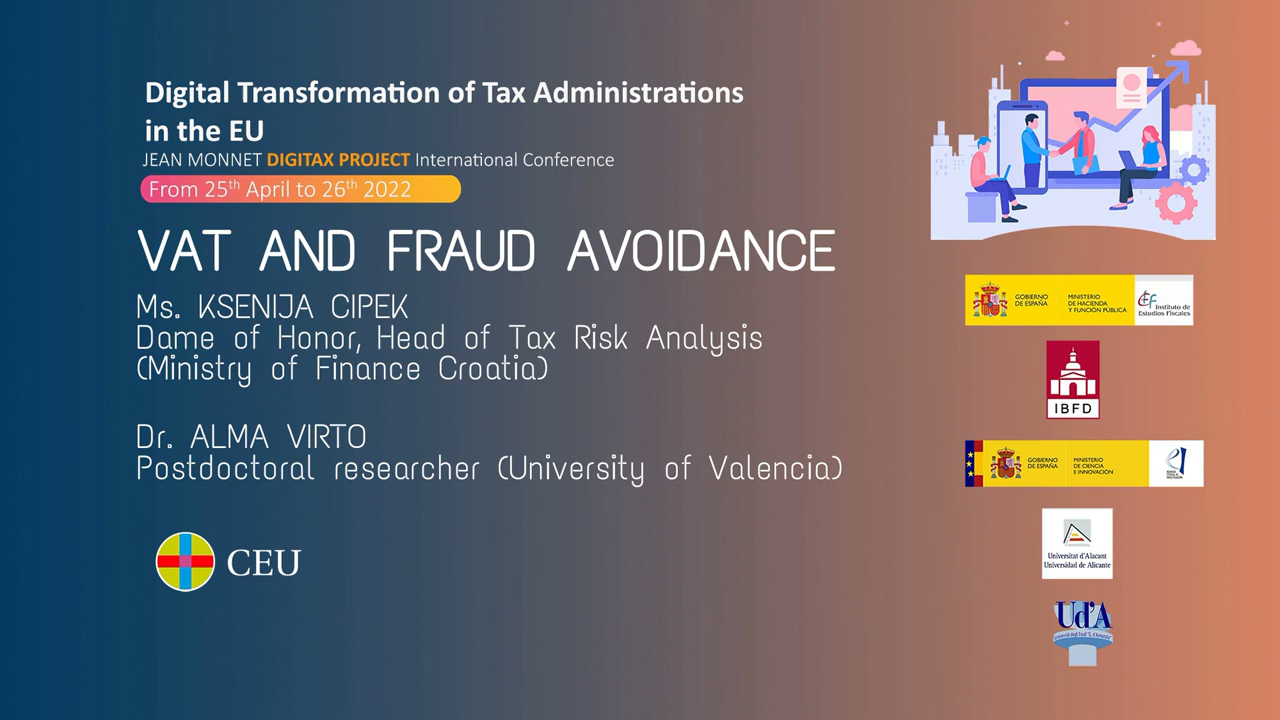 Digital Transformation of Tax Administrations
in the EU
JEAN MONNET DIGITAX PROJECT International Conference
From 25th April to 26th 2022
VAT AND FRAUD AVOIDANCE
Ms. KSENIJA CIPEK
Dame of Honor, Head of Tax Risk Analysis
(Ministry of Finance Croatia)
Dr. ALMA VIRTO
Postdoctoral researcher (University of Valencia)
CEU
GOBIERNO
DE ESPAÑA
MINISTERIO
DE HACIENDA
Y FUNCIÓN PÚBLICA
Instituto de
Estudios Fiscales
IBFD
GOBIERNO
DE ESPAÑA
MINISTERIO
DE CIENCIA
E INNOVACIÓN
Universitat d'Alacant
Universidad de Alicante
Ud'A